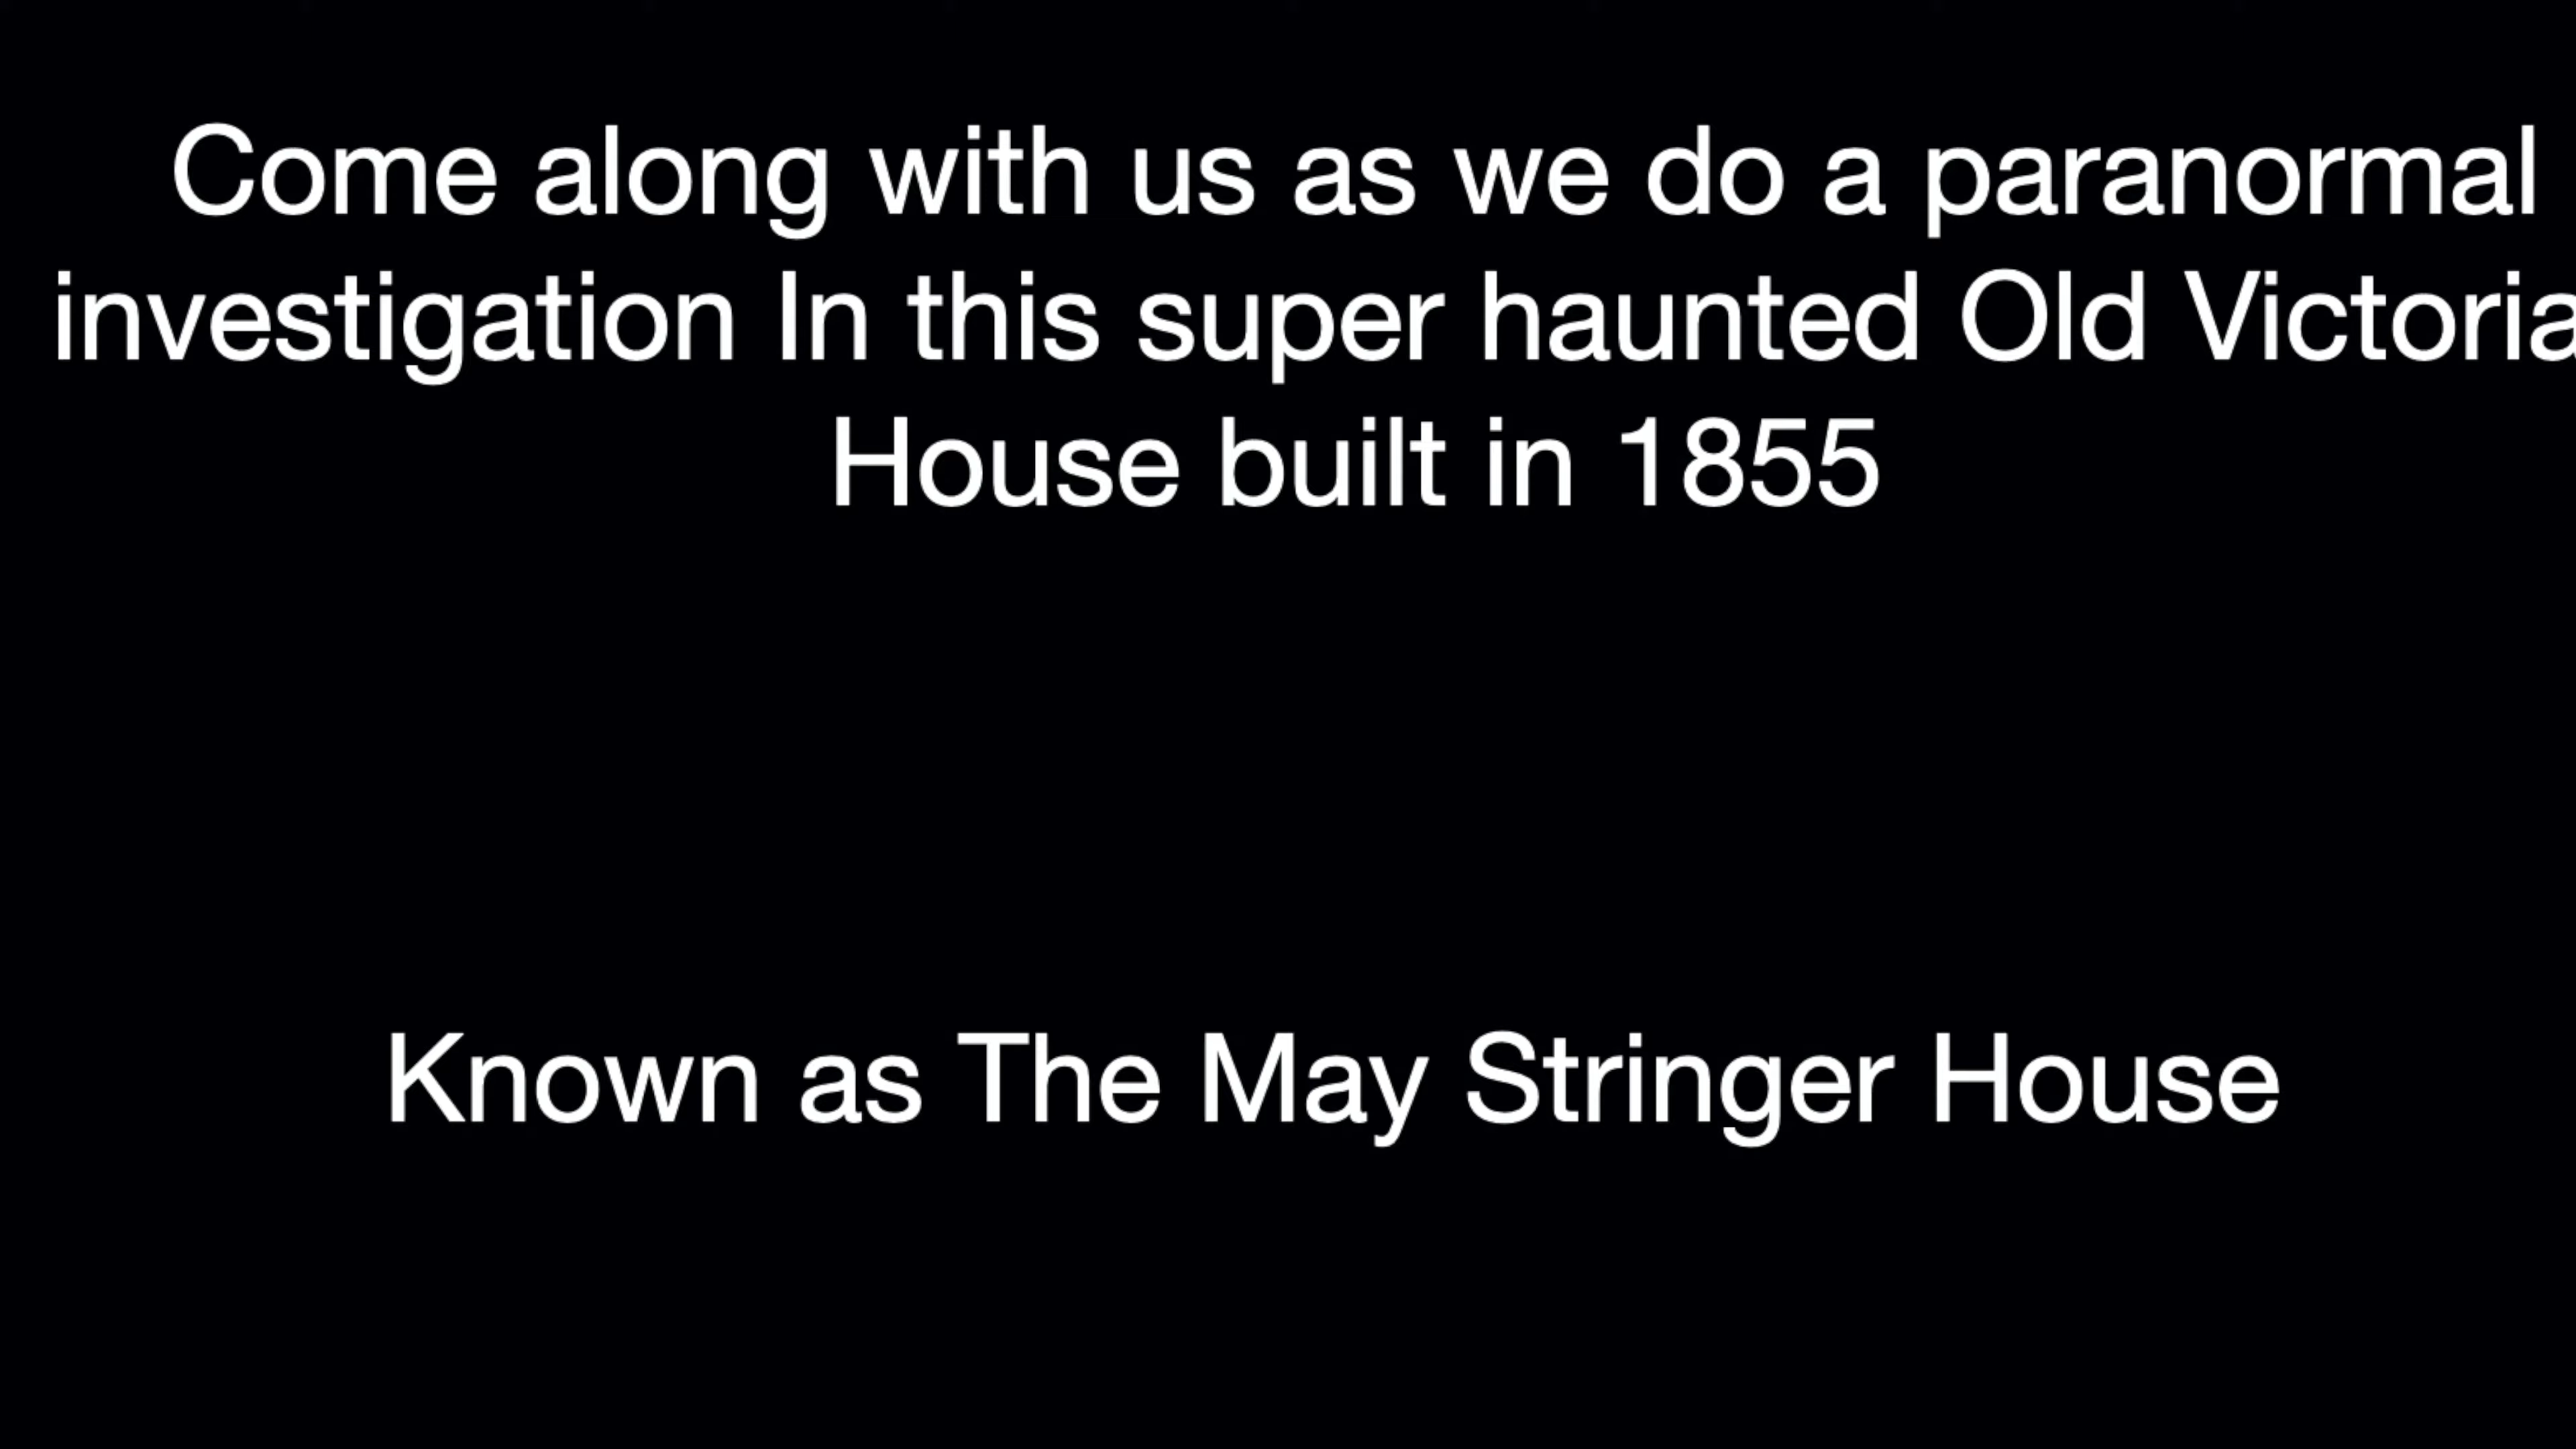 Come along with us as we do a paranormal
investigation In this super haunted Old Victoria
House built in 1855
Known as The May Stringer House